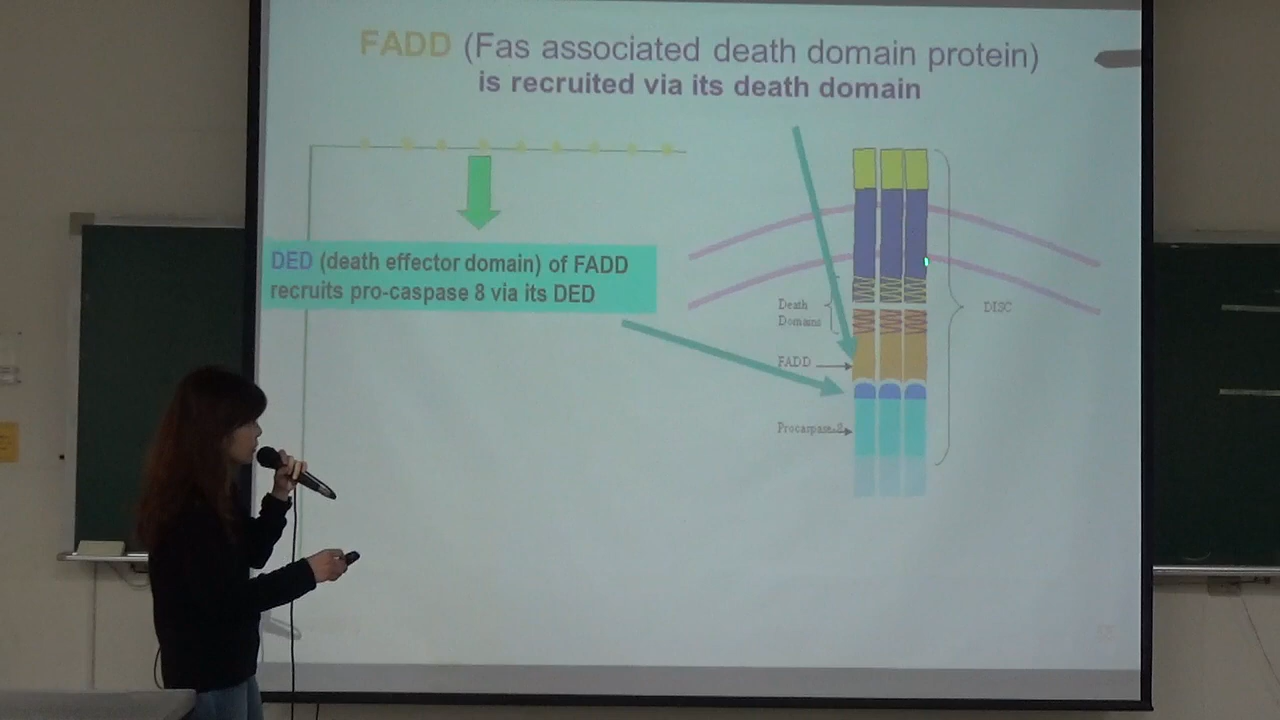 FADD (Fas associated death domain protein)
is recruited via its death domain
DED (death effector domain) of FADD
recruits pro-caspase 8 via its DED
Death
Domains
DISC
FADD
Procaspase-8